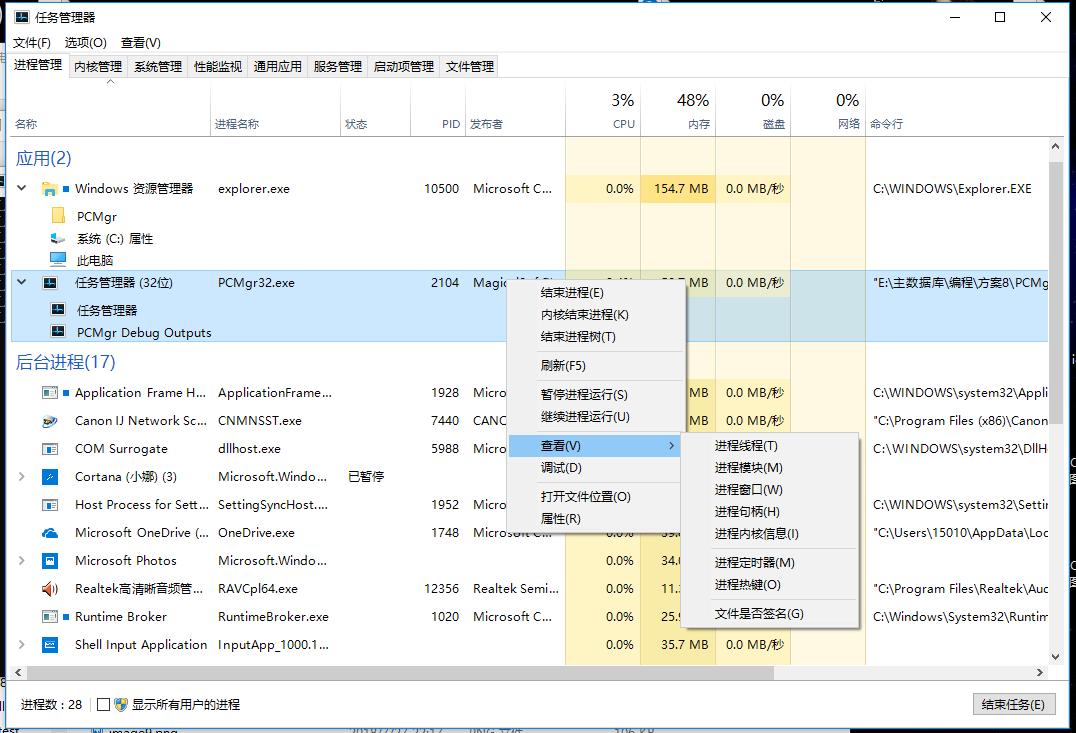 任务管理器
文件(F) 选项(O) 查看(V)
进程管理 内核管理 系统管理 性能监视 通用应用 服务管理 启动项管理 文件管理
3% 48% 0% 0%
名称 进程名称 状态 PID 发布者 CPU 内存 磁盘 网络 命令行
应用(2)
Windows 资源管理器 explorer.exe 10500 Microsoft C... 0.0% 154.7 MB 0.0 MB/秒 C:\WINDOWS\Explorer.EXE
PCMgr
系统 (C:) 属性
此电脑
任务管理器 (32位) PCMgr32.exe 2104 MB 0.0 MB/秒 "E:\主数据库\编程\方案8\PCMg
任务管理器
PCMgr Debug Outputs
后台进程(17)
Application Frame H... ApplicationFrame... 1928 Micro MB 0.0 MB/秒 C:\WINDOWS\system32\Appli
Canon IJ Network Sc... CNMNSST.exe 7440 CANC MB 0.0 MB/秒 "C:\Program Files (x86)\Canon
COM Surrogate dllhost.exe 5988 Micro C:\WINDOWS\system32\DllH
Cortana (小娜) (3) Microsoft.Windo... 已暂停
Host Process for Sett... SettingSyncHost.... 1952 Micro C:\WINDOWS\system32\Settin
Microsoft OneDrive (... OneDrive.exe 1748 Microsoft C... 0.0% "C:\Users\15010\AppData\Loc
Microsoft Photos Microsoft.Windo... 0.0% 34.
Realtek高清晰音频管... RAVCpl64.exe 12356 Realtek Semi... 0.0% 11. "C:\Program Files\Realtek\Auc
Runtime Broker RuntimeBroker.exe 1020 Microsoft C... 0.0% 25. C:\Windows\System32\Runtim
Shell Input Application InputApp_1000.1... 0.0% 35.7 MB 0.0 MB/秒
结束进程(E)
内核结束进程(K)
结束进程树(T)
刷新(F5)
暂停进程运行(S)
继续进程运行(U)
查看(V)
调试(D)
打开文件位置(O)
属性(R)
进程线程(T)
进程模块(M)
进程窗口(W)
进程句柄(H)
进程内核信息(I)
进程定时器(M)
进程热键(O)
文件是否签名(G)
进程数 : 28 显示所有用户的进程 结束任务(E)